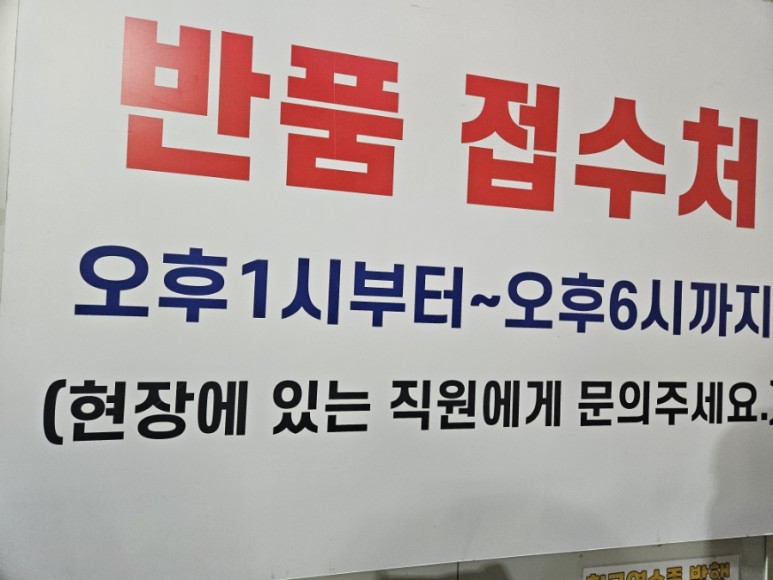 반품 접수처
오후1시부터~오후6시까지
(현장에 있는 직원에게 문의주세요.)